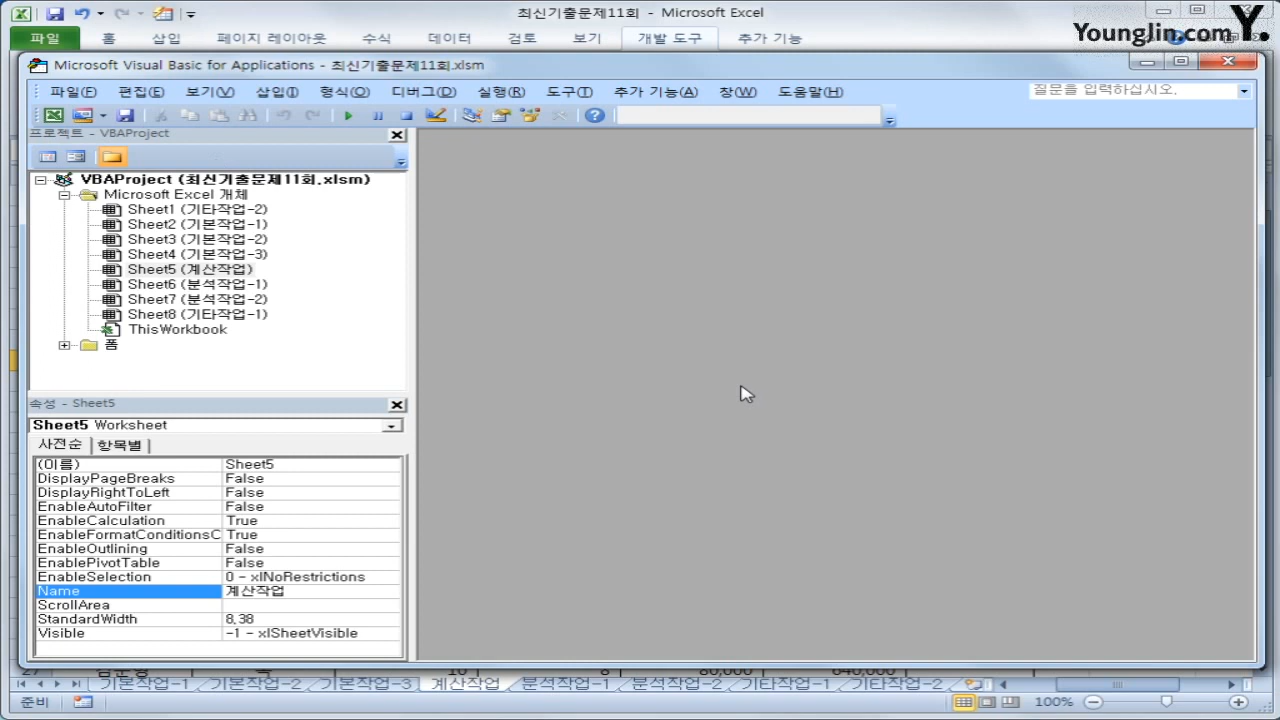 최신기출문제11회 - Microsoft Excel
YoungJin.com Y.
파일 홈 삽입 페이지 레이아웃 수식 데이터 검토 보기 개발 도구 추가 기능
Microsoft Visual Basic for Applications - 최신기출문제11회.xlsm
파일(F) 편집(E) 보기(V) 삽입(I) 형식(O) 디버그(D) 실행(R) 도구(T) 추가 기능(A) 창(W) 도움말(H) 질문을 입력하십시오.
프로젝트 - VBAProject
VBAProject (최신기출문제11회.xlsm)
Microsoft Excel 개체
Sheet1 (기타작업-2)
Sheet2 (기본작업-1)
Sheet3 (기본작업-2)
Sheet4 (기본작업-3)
Sheet5 (계산작업)
Sheet6 (분석작업-1)
Sheet7 (분석작업-2)
Sheet8 (기타작업-1)
ThisWorkbook
폼
속성 - Sheet5
Sheet5 Worksheet
사전순 항목별
(이름) Sheet5
DisplayPageBreaks False
DisplayRightToLeft False
EnableAutoFilter False
EnableCalculation True
EnableFormatConditionsC True
EnableOutlining False
EnablePivotTable False
EnableSelection 0 - xlNoRestrictions
Name 계산작업
ScrollArea
StandardWidth 8,38
Visible -1 - xlSheetVisible
기본작업-1 기본작업-2 기본작업-3 계산작업 분석작업-1 분석작업-2 기타작업-1 기타작업-2
준비 100%